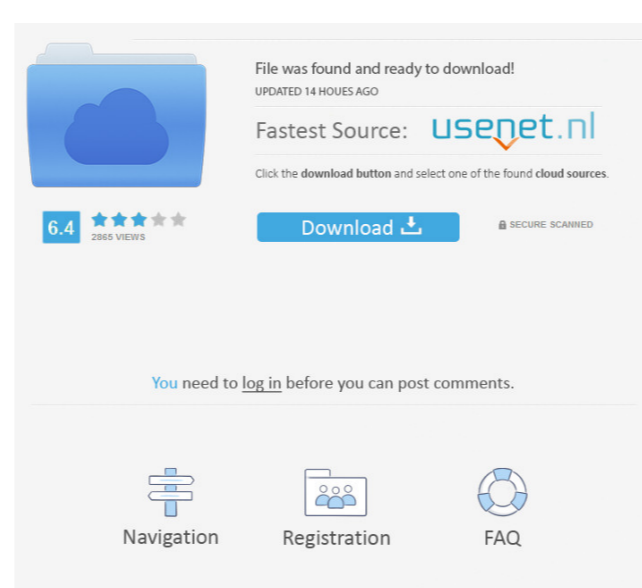 File was found and ready to download!
UPDATED 14 HOUES AGO
Fastest Source: usenet.nl
Click the download button and select one of the found cloud sources.
6.4
2865 VIEWS
Download
SECURE SCANNED
You need to log in before you can post comments.
Navigation
Registration
FAQ